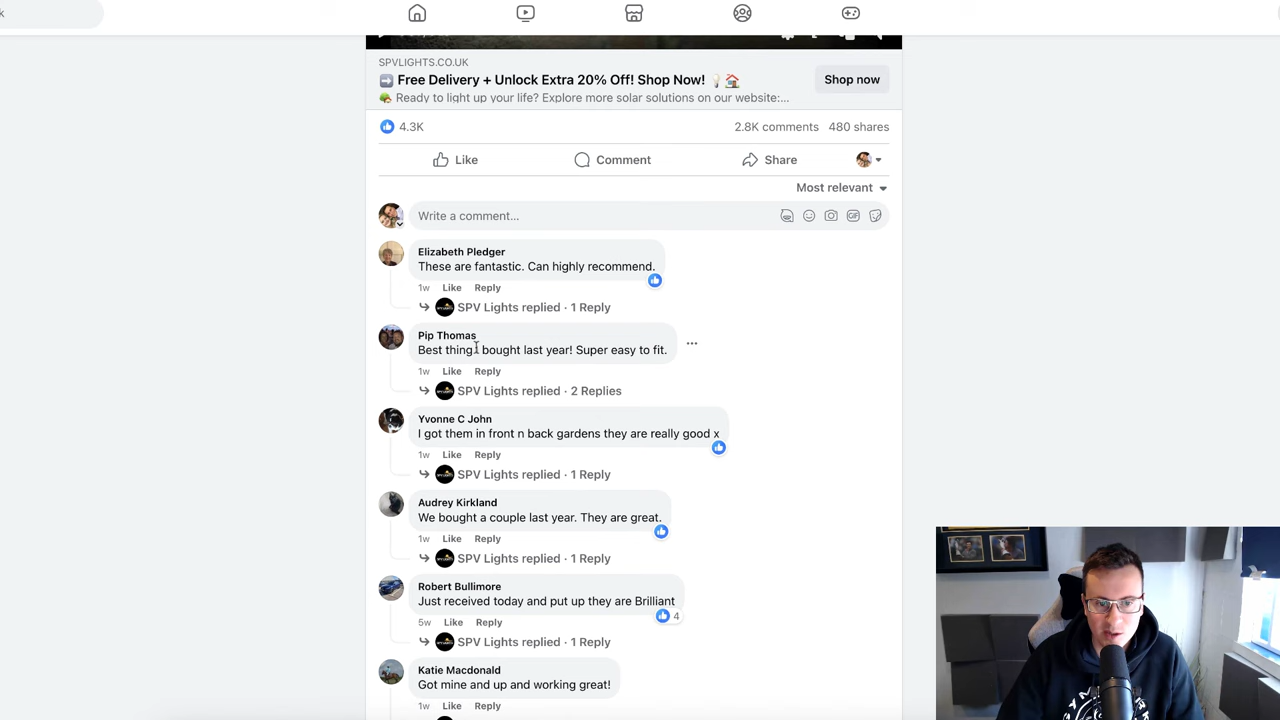 k
SPVLIGHTS.CO.UK
➡️ Free Delivery + Unlock Extra 20% Off! Shop Now! 💡🏠
Shop now
🏡 Ready to light up your life? Explore more solar solutions on our website:...
4.3K
2.8K comments 480 shares
Like Comment Share
Most relevant
Write a comment...
GIF
Elizabeth Pledger
These are fantastic. Can highly recommend.
1w Like Reply
SPV Lights replied · 1 Reply
Pip Thomas
Best thing I bought last year! Super easy to fit.
1w Like Reply
SPV Lights replied · 2 Replies
Yvonne C John
I got them in front n back gardens they are really good x
1w Like Reply
SPV Lights replied · 1 Reply
Audrey Kirkland
We bought a couple last year. They are great.
1w Like Reply
SPV Lights replied · 1 Reply
Robert Bullimore
Just received today and put up they are Brilliant
4
5w Like Reply
SPV Lights replied · 1 Reply
Katie Macdonald
Got mine and up and working great!
1w Like Reply